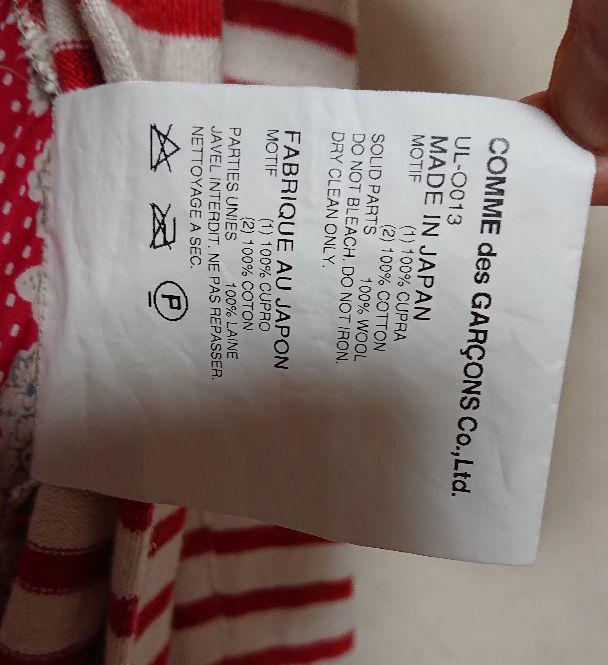 COMME des GARÇONS Co.,Ltd.
UL-O013
MADE IN JAPAN
MOTIF (1) 100% CUPRA
(2) 100% COTTON
SOLID PARTS 100% WOOL
DO NOT BLEACH. DO NOT IRON.
DRY CLEAN ONLY.
FABRIQUE AU JAPON
MOTIF (1) 100% CUPRO
(2) 100% COTON
PARTIES UNIES 100% LAINE
JAVEL INTERDIT. NE PAS REPASSER.
NETTOYAGE A SEC.
P